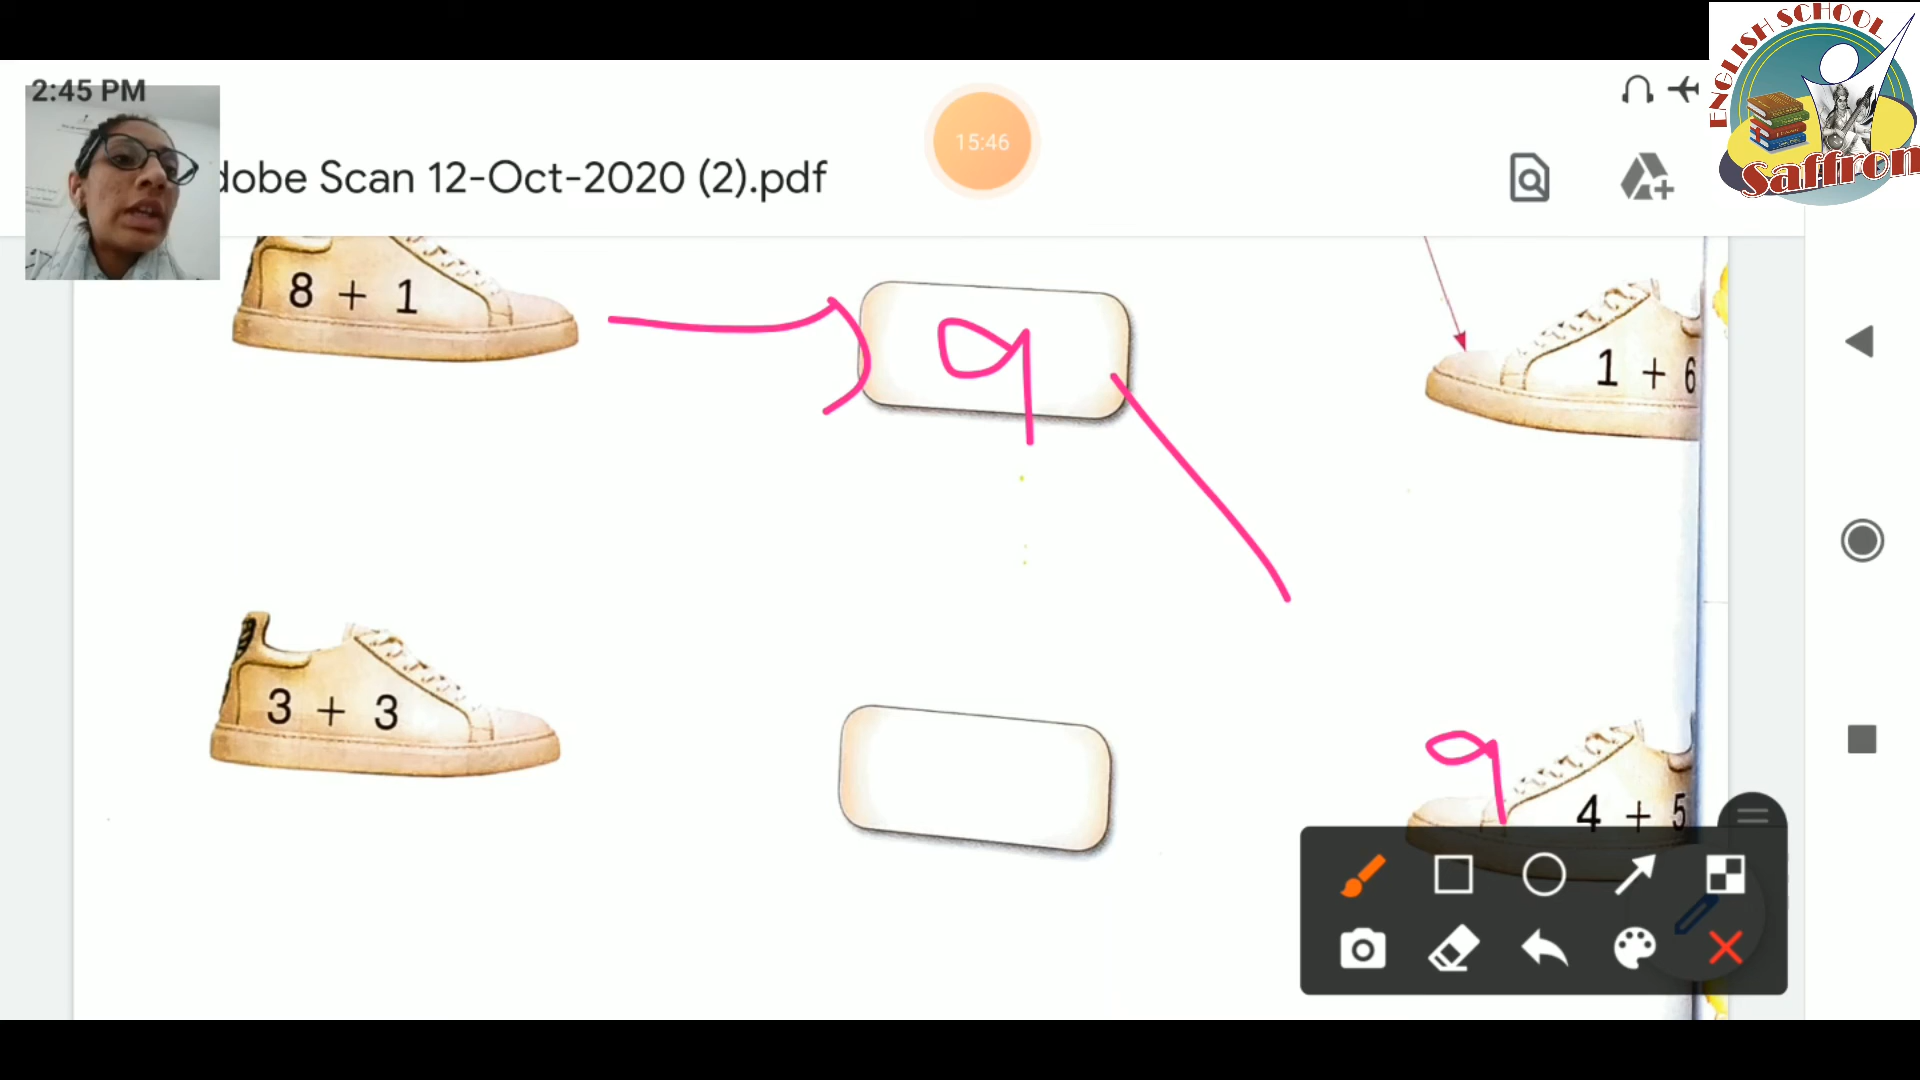 ENGLISH SCHOOL
Saffron
2:45 PM
15:46
dobe Scan 12-Oct-2020 (2).pdf
8 + 1
9
1 + 6
3 + 3
9
4 + 5